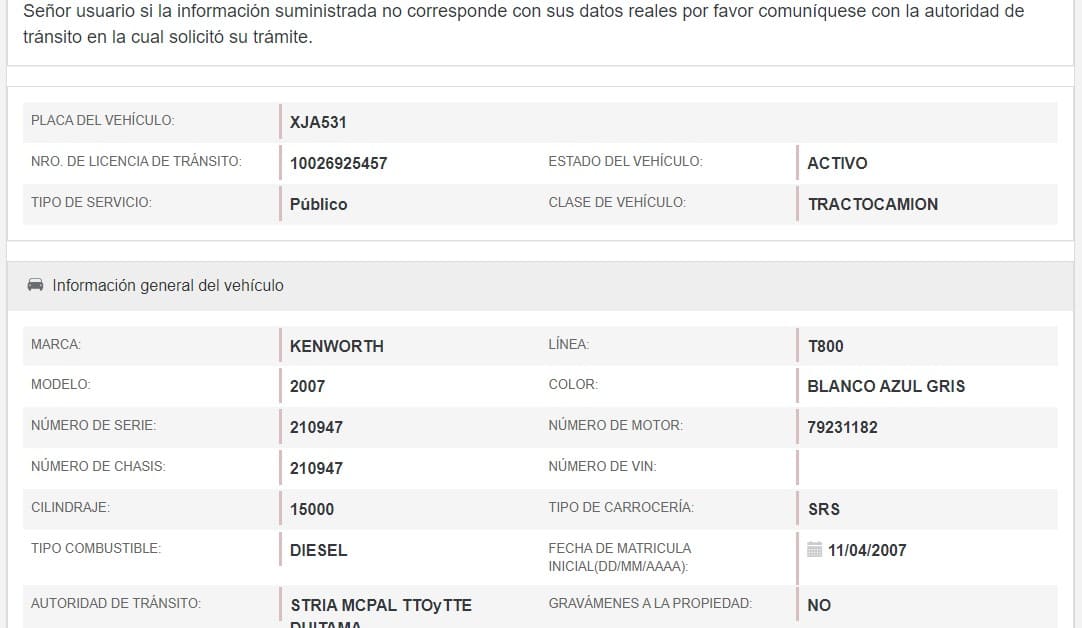 Señor usuario si la información suministrada no corresponde con sus datos reales por favor comuníquese con la autoridad de
tránsito en la cual solicitó su trámite.
PLACA DEL VEHÍCULO: XJA531
NRO. DE LICENCIA DE TRÁNSITO: 10026925457 ESTADO DEL VEHÍCULO: ACTIVO
TIPO DE SERVICIO: Público CLASE DE VEHÍCULO: TRACTOCAMION
Información general del vehículo
MARCA: KENWORTH LÍNEA: T800
MODELO: 2007 COLOR: BLANCO AZUL GRIS
NÚMERO DE SERIE: 210947 NÚMERO DE MOTOR: 79231182
NÚMERO DE CHASIS: 210947 NÚMERO DE VIN:
CILINDRAJE: 15000 TIPO DE CARROCERÍA: SRS
TIPO COMBUSTIBLE: DIESEL FECHA DE MATRICULA
INICIAL(DD/MM/AAAA): 11/04/2007
AUTORIDAD DE TRÁNSITO: STRIA MCPAL TTOyTTE GRAVÁMENES A LA PROPIEDAD: NO
DUITAMA